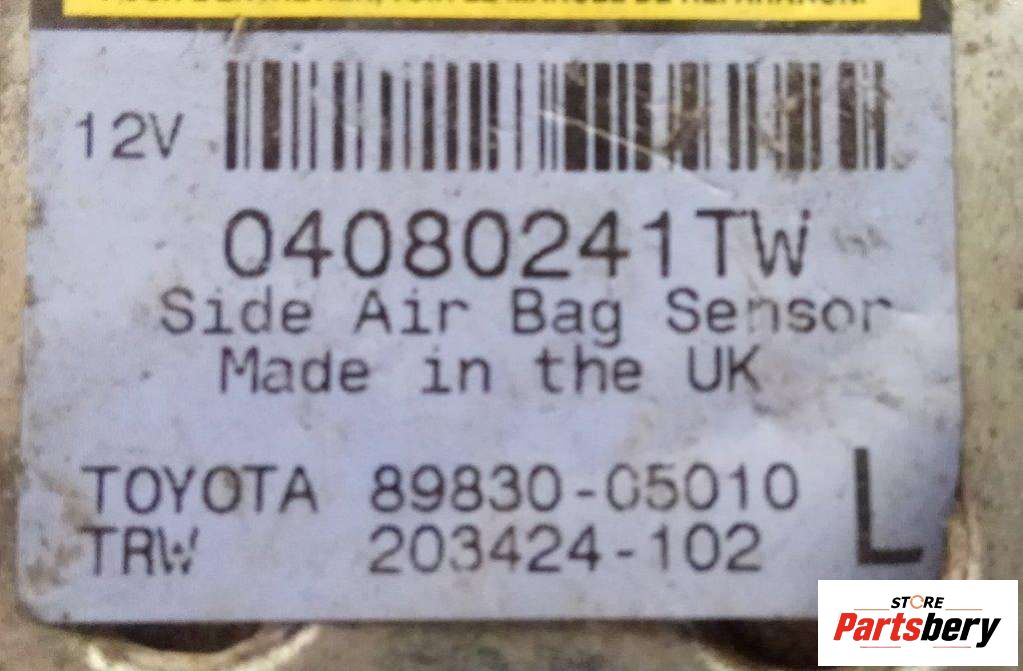 12V
04080241TW
Side Air Bag Sensor
Made in the UK
TOYOTA 89830-05010
TRW 203424-102
L
STORE
Partsbery